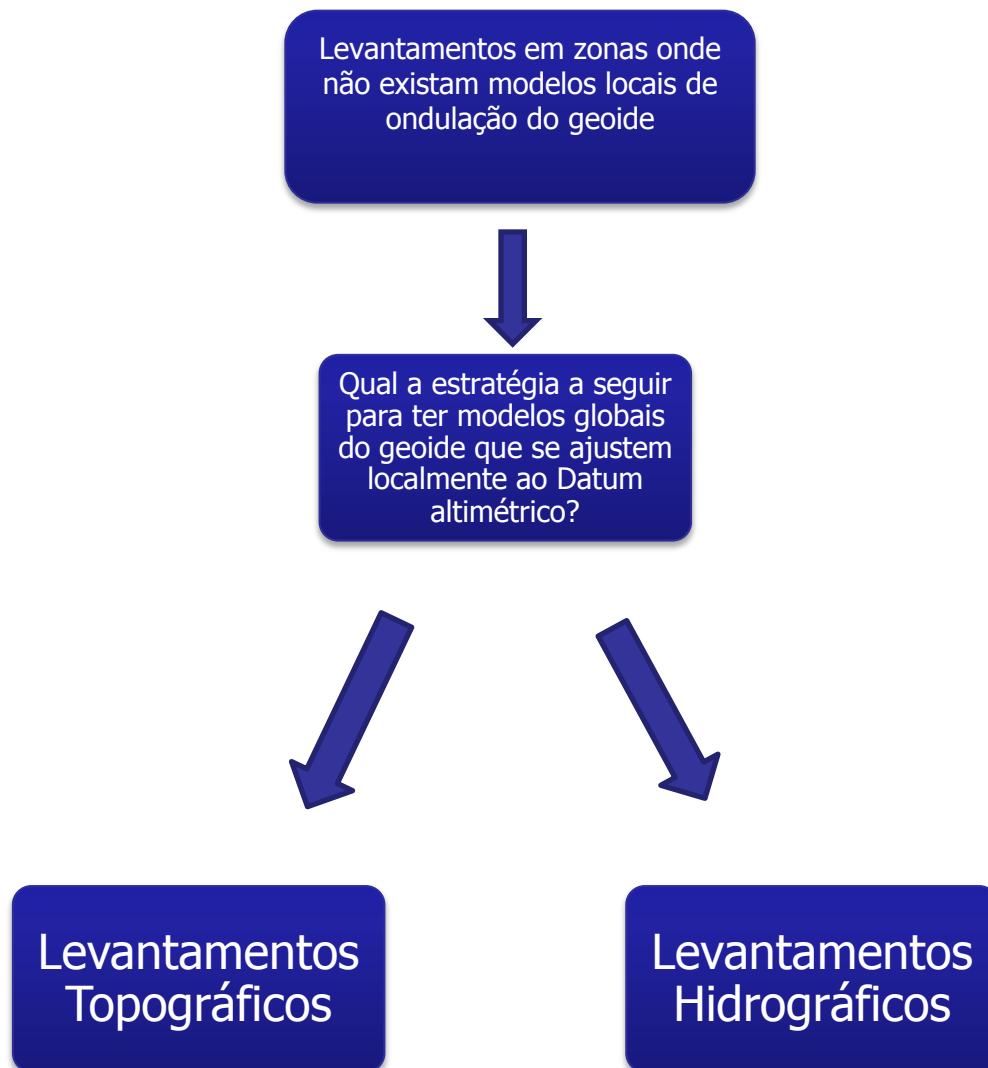 Levantamentos em zonas onde
não existam modelos locais de
ondulação do geoide
Qual a estratégia a seguir
para ter modelos globais
do geoide que se ajustem
localmente ao Datum
altimétrico?
Levantamentos
Topográficos
Levantamentos
Hidrográficos